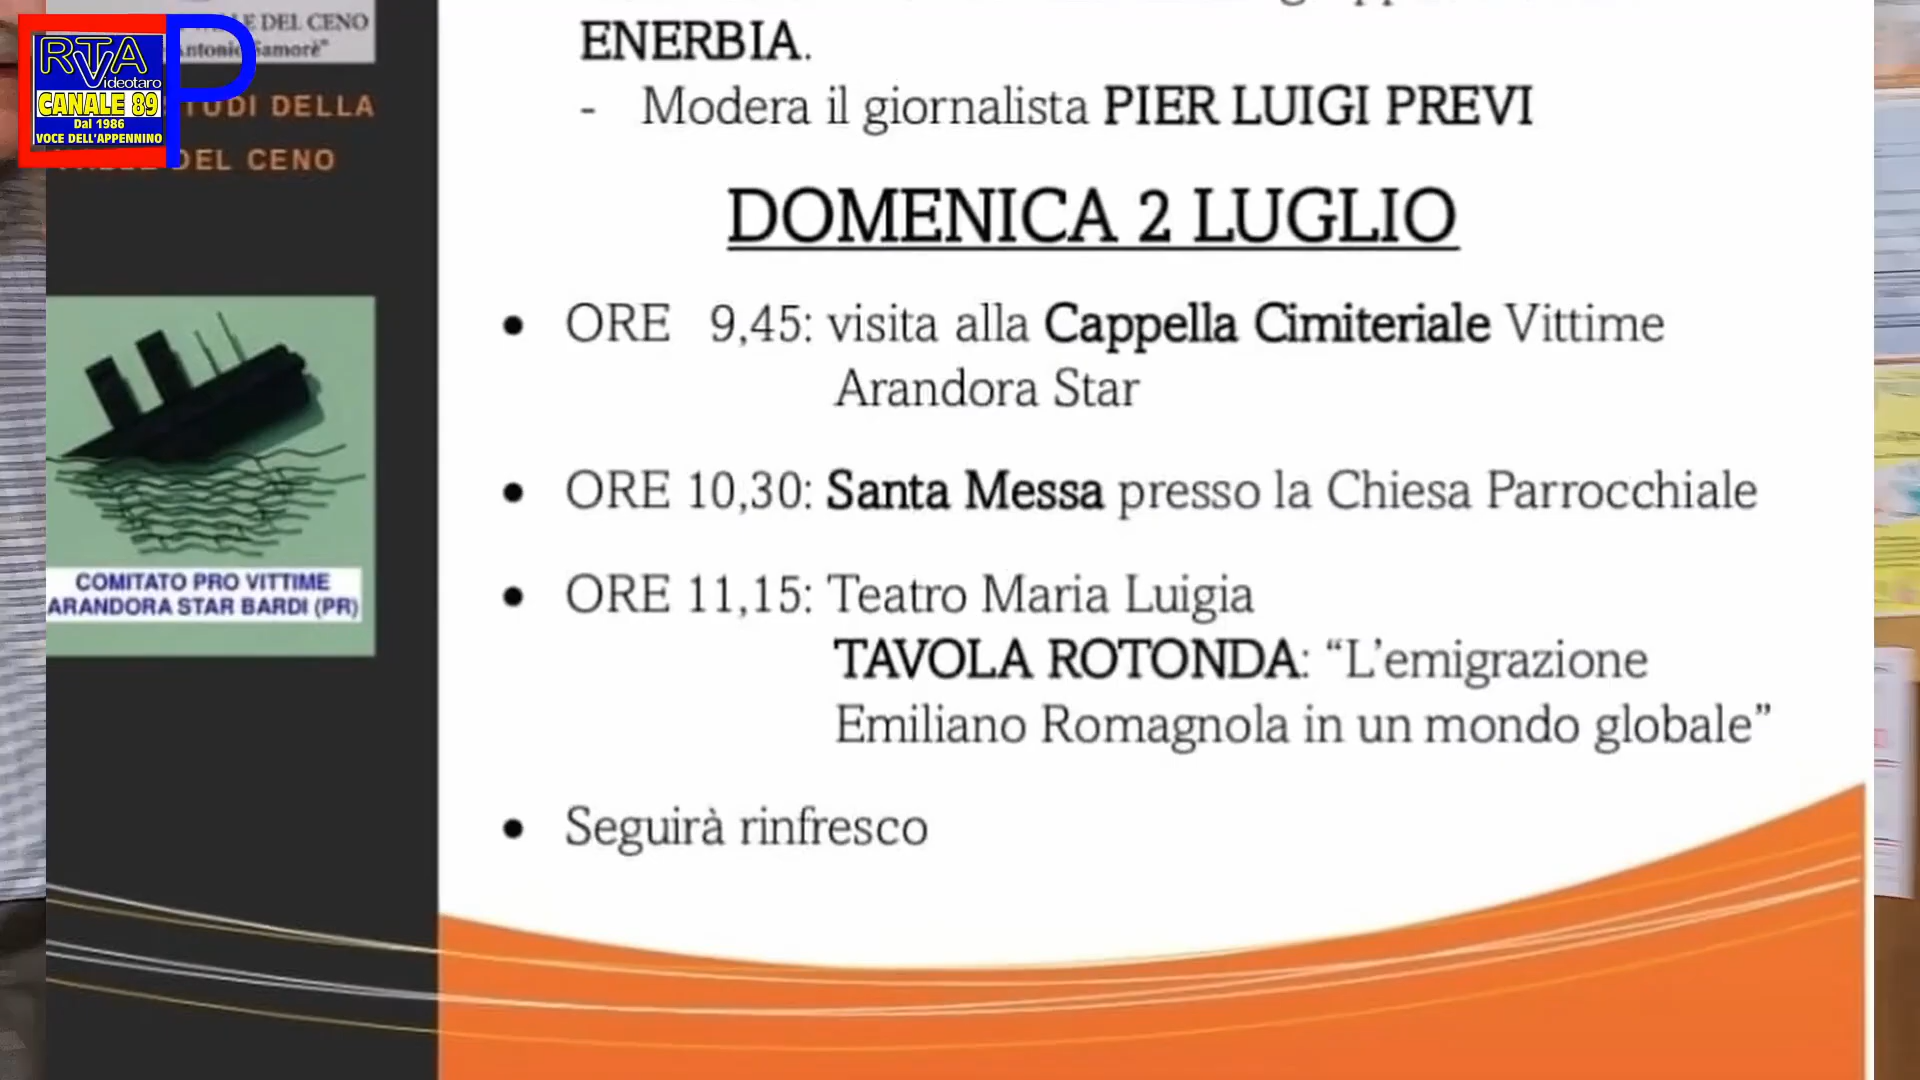 DEL CENO
Antonio Samorè"
RTA
Videotaro
CANALE 89
Dal 1986
VOCE DELL'APPENNINO
P
STUDI DELLA
DEL CENO
ENERBIA.
- Modera il giornalista PIER LUIGI PREVI
DOMENICA 2 LUGLIO
• ORE 9,45: visita alla Cappella Cimiteriale Vittime
Arandora Star
• ORE 10,30: Santa Messa presso la Chiesa Parrocchiale
• ORE 11,15: Teatro Maria Luigia
TAVOLA ROTONDA: “L’emigrazione
Emiliano Romagnola in un mondo globale”
• Seguirà rinfresco
COMITATO PRO VITTIME
ARANDORA STAR BARDI (PR)